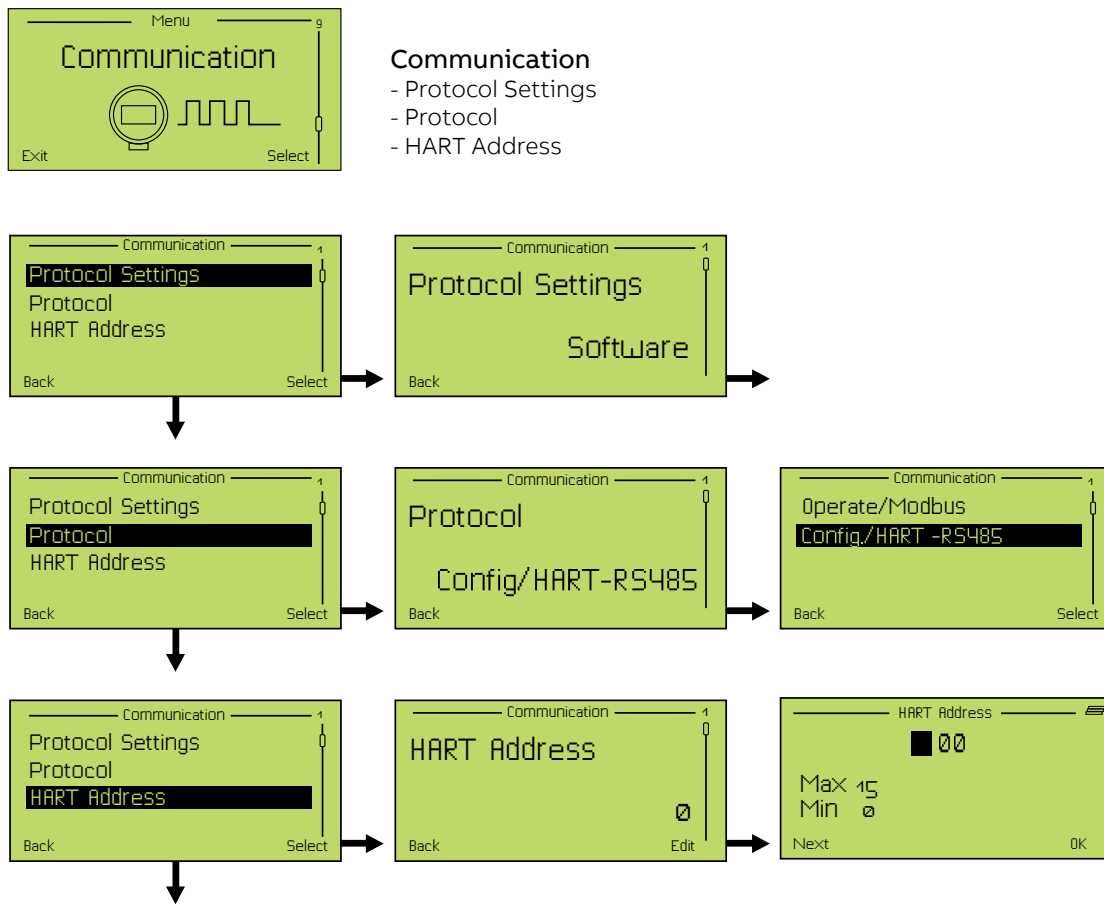 Menu 9
Communication
Exit Select
Communication
- Protocol Settings
- Protocol
- HART Address
Communication 1
Protocol Settings
Protocol
HART Address
Back Select
Communication 1
Protocol Settings
Software
Back
Communication 1
Protocol Settings
Protocol
HART Address
Back Select
Communication 1
Protocol
Config/HART-RS485
Back
Communication 1
Operate/Modbus
Config./HART -RS485
Back Select
Communication 1
Protocol Settings
Protocol
HART Address
Back Select
Communication 1
HART Address
0
Back Edit
HART Address
00
Max 15
Min 0
Next OK